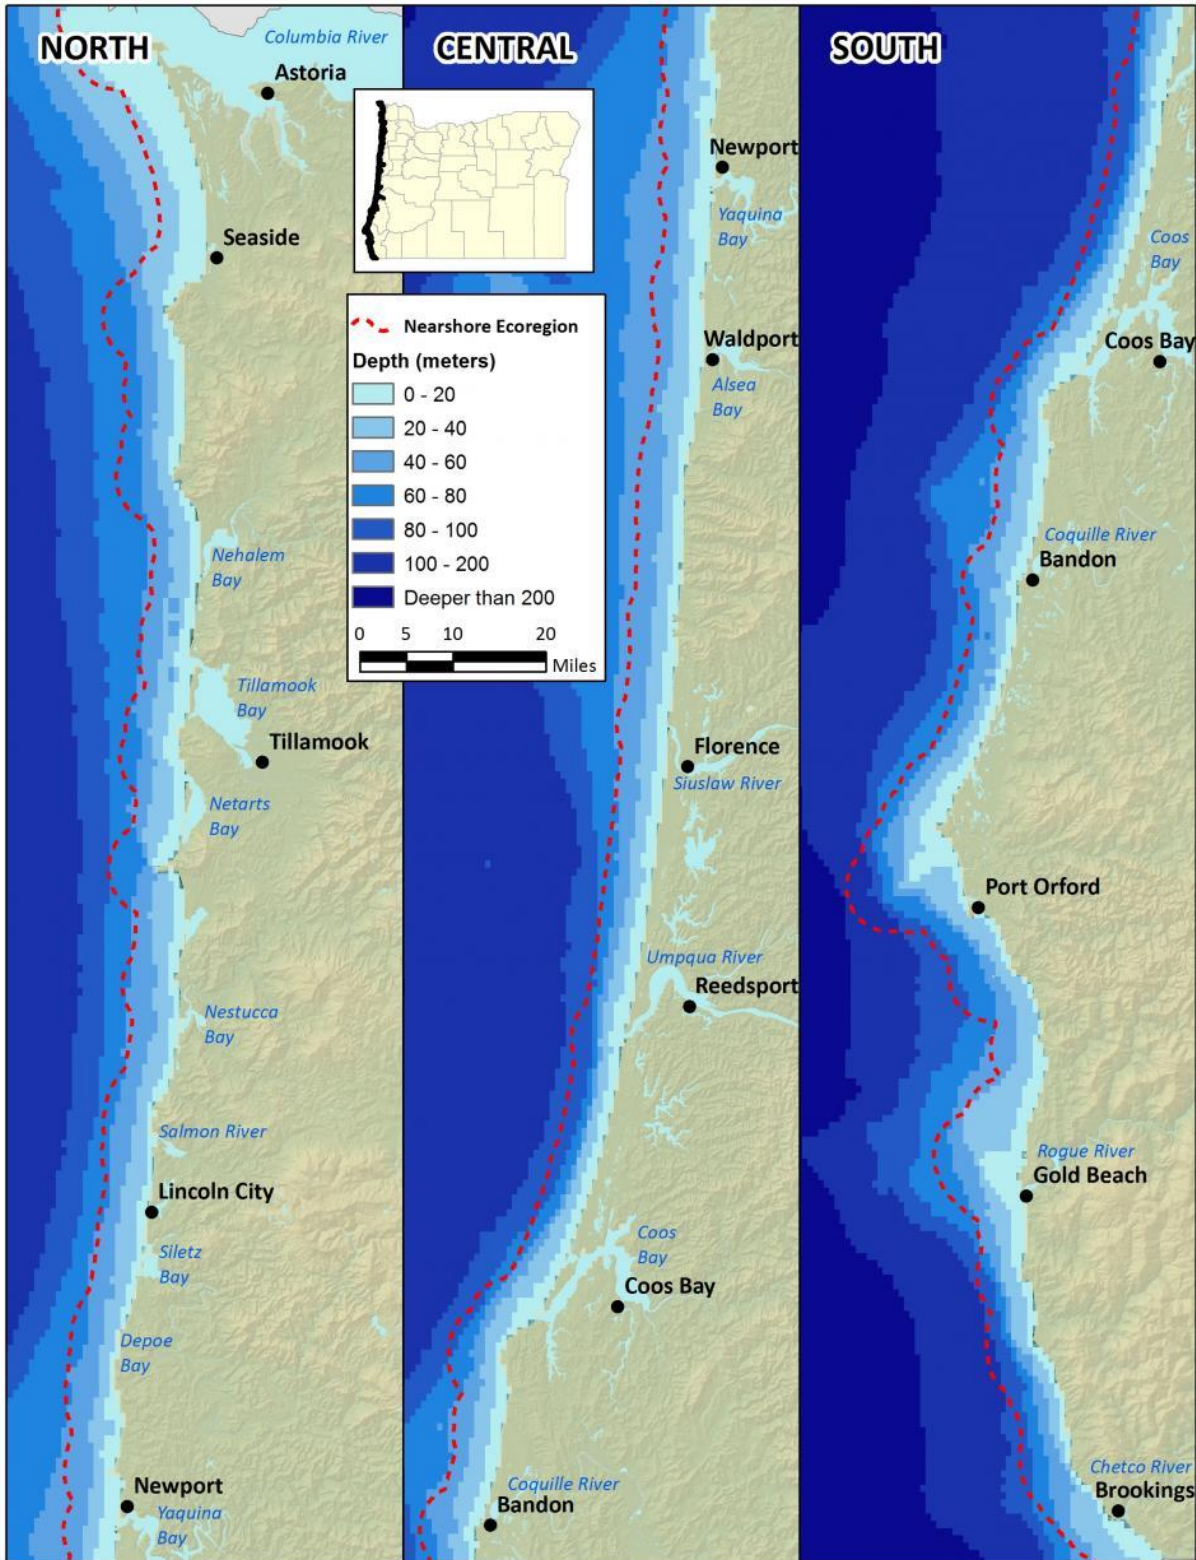 NORTH
Columbia River
Astoria
Seaside
Nehalem
Bay
Tillamook
Bay
Tillamook
Netarts
Bay
Nestucca
Bay
Salmon River
Lincoln City
Siletz
Bay
Depoe
Bay
Newport
Yaquina
Bay
Nearshore Ecoregion
Depth (meters)
0 - 20
20 - 40
40 - 60
60 - 80
80 - 100
100 - 200
Deeper than 200
0 5 10 20
Miles
CENTRAL
Newport
Yaquina
Bay
Waldport
Alsea
Bay
Florence
Siuslaw River
Umpqua River
Reedsport
Coos
Bay
Coos Bay
Coquille River
Bandon
SOUTH
Coos
Bay
Coos Bay
Coquille River
Bandon
Port Orford
Rogue River
Gold Beach
Chetco River
Brookings